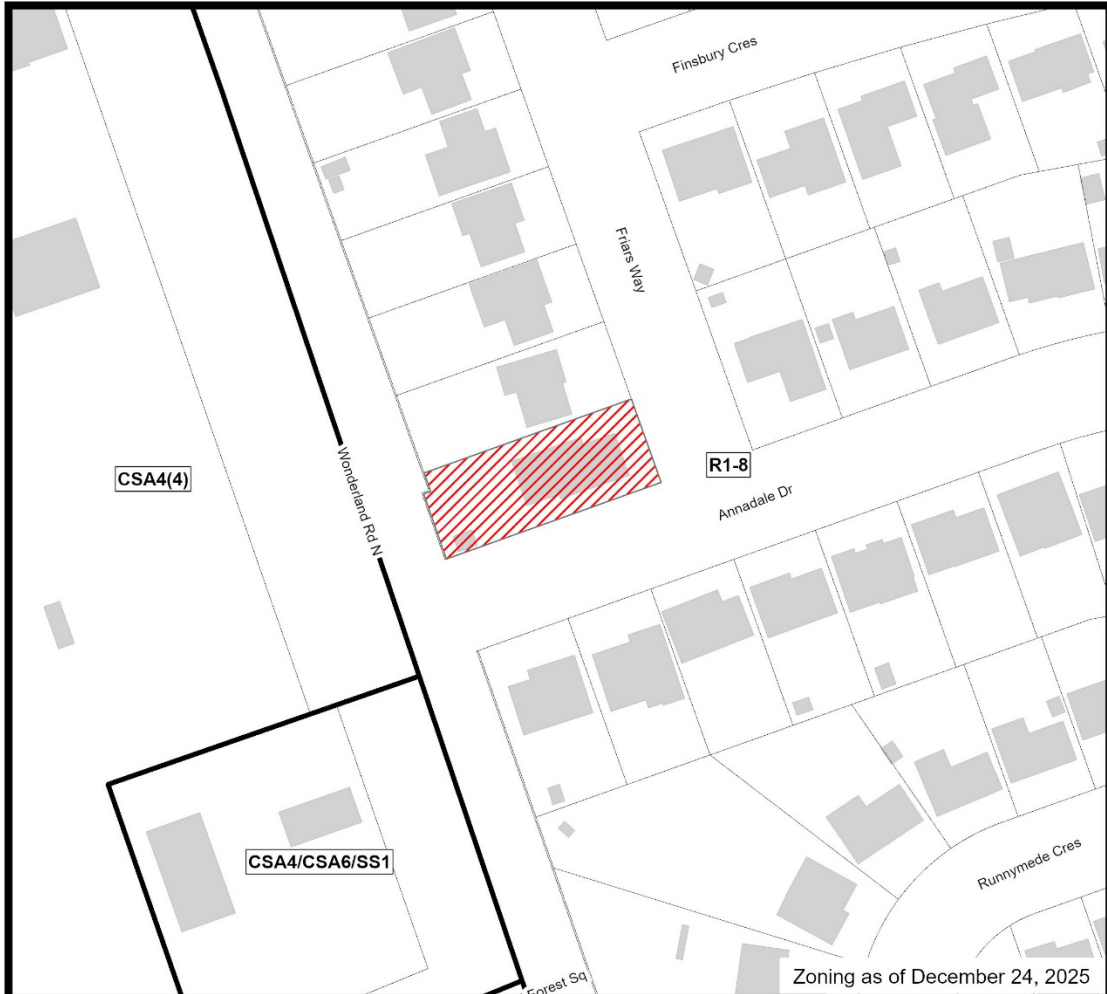 Finsbury Cres
Friars Way
CSA4(4)
Wonderland Rd N
R1-8
Annadale Dr
CSA4/CSA6/SS1
Runnymede Cres
Forest Sq
Zoning as of December 24, 2025